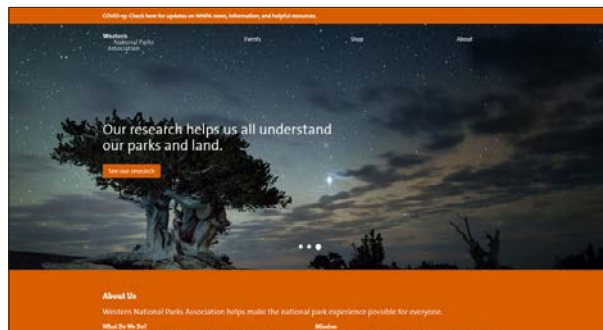 COVID-19: Check here for updates on WNPA news, information, and helpful resources.
Western
National Parks
Association
Events
Shop
About
Our research helps us all understand
our parks and land.
See our research
About Us
Western National Parks Association helps make the national park experience possible for everyone.
What Do We Do?
Mission